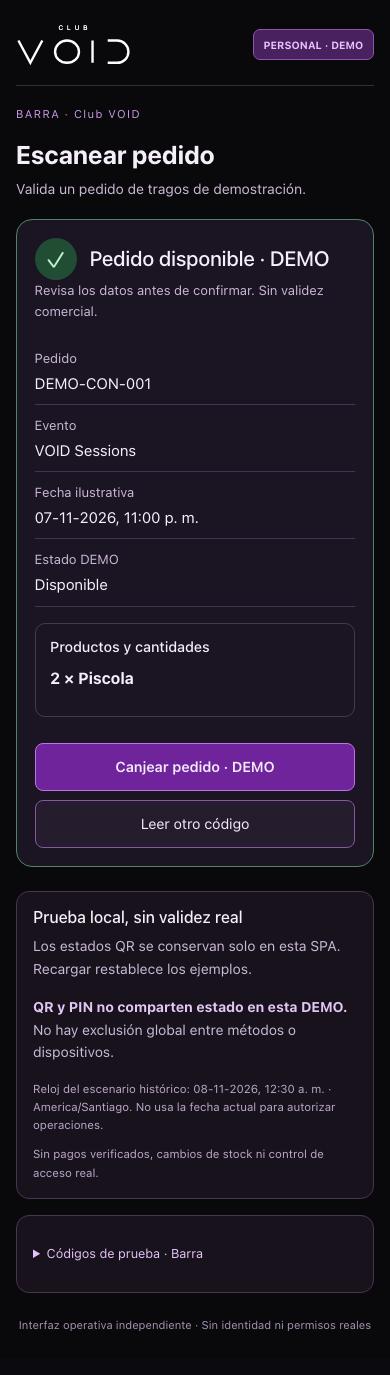 CLUB
VOID
PERSONAL · DEMO
BARRA · Club VOID
Escanear pedido
Valida un pedido de tragos de demostración.
Pedido disponible · DEMO
Revisa los datos antes de confirmar. Sin validez
comercial.
Pedido
DEMO-CON-001
Evento
VOID Sessions
Fecha ilustrativa
07-11-2026, 11:00 p. m.
Estado DEMO
Disponible
Productos y cantidades
2 × Piscola
Canjear pedido · DEMO
Leer otro código
Prueba local, sin validez real
Los estados QR se conservan solo en esta SPA.
Recargar restablece los ejemplos.
QR y PIN no comparten estado en esta DEMO.
No hay exclusión global entre métodos o
dispositivos.
Reloj del escenario histórico: 08-11-2026, 12:30 a. m. ·
America/Santiago. No usa la fecha actual para autorizar
operaciones.
Sin pagos verificados, cambios de stock ni control de
acceso real.
Códigos de prueba · Barra
Interfaz operativa independiente · Sin identidad ni permisos reales